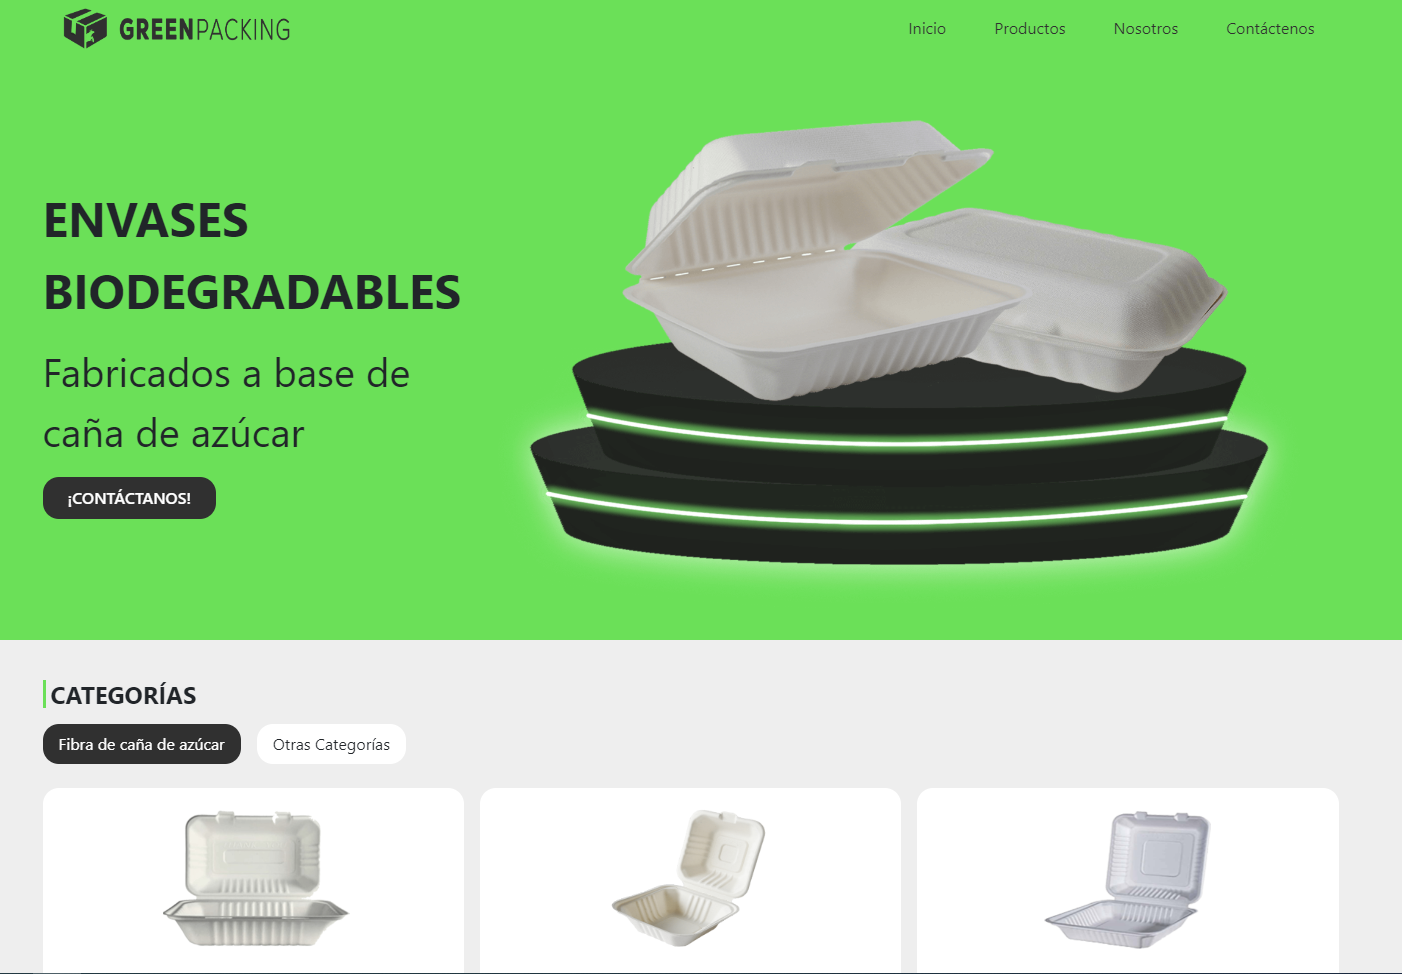 GREENPACKING
Inicio
Productos
Nosotros
Contáctenos
ENVASES
BIODEGRADABLES
Fabricados a base de
caña de azúcar
¡CONTÁCTANOS!
CATEGORÍAS
Fibra de caña de azúcar
Otras Categorías